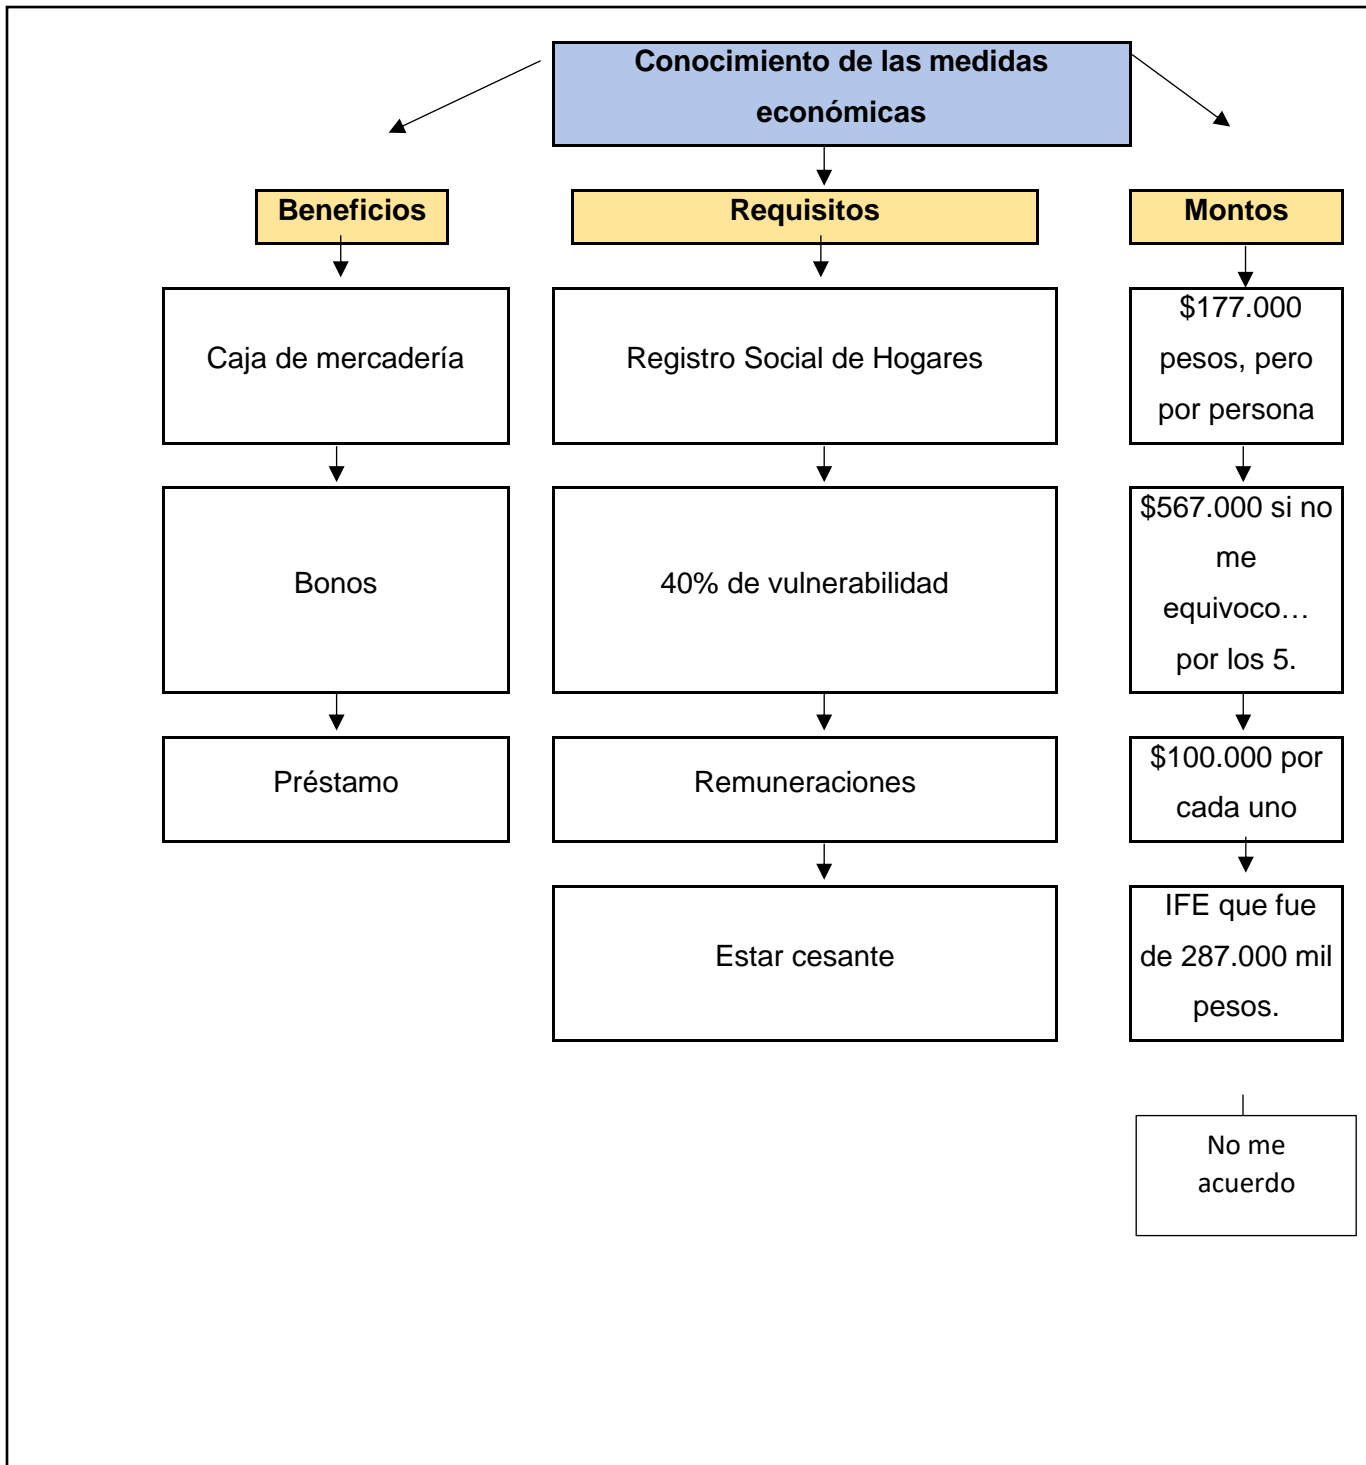 Conocimiento de las medidas
económicas
Beneficios
Requisitos
Montos
Caja de mercadería
Registro Social de Hogares
$177.000
pesos, pero
por persona
Bonos
40% de vulnerabilidad
$567.000 si no
me
equivoco…
por los 5.
Préstamo
Remuneraciones
$100.000 por
cada uno
Estar cesante
IFE que fue
de 287.000 mil
pesos.
No me
acuerdo